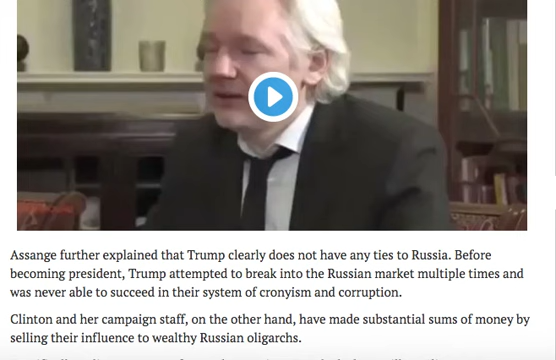 Assange further explained that Trump clearly does not have any ties to Russia. Before
becoming president, Trump attempted to break into the Russian market multiple times and
was never able to succeed in their system of cronyism and corruption.
Clinton and her campaign staff, on the other hand, have made substantial sums of money by
selling their influence to wealthy Russian oligarchs.